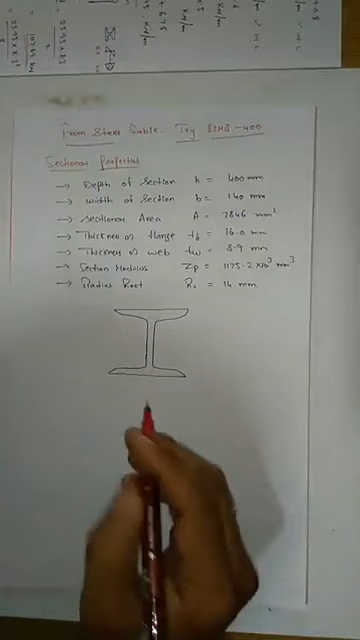 From Steel Table. Try ISMB-400
Sectional Properties
→ Depth of section h = 400 mm
→ width of section b = 140 mm
→ Sectional Area A = 7846 mm²
→ Thickness of flange tf = 16.0 mm
→ Thickness of web tw = 8.9 mm
→ Section Modulus Zp = 1175.2 × 10³ mm³
→ Radius Root R1 = 14 mm